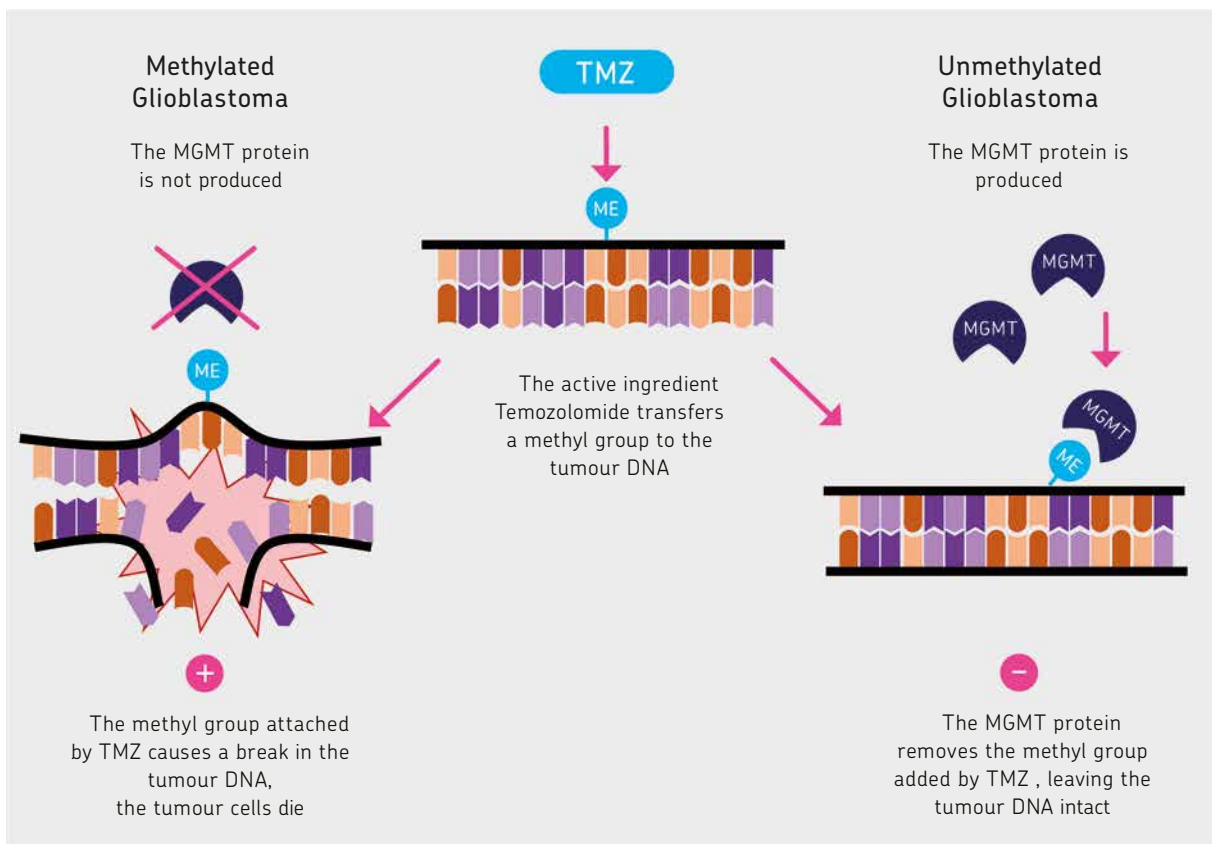 Methylated
Glioblastoma
The MGMT protein
is not produced
ME
The methyl group attached
by TMZ causes a break in the
tumour DNA,
the tumour cells die
TMZ
ME
The active ingredient
Temozolomide transfers
a methyl group to the
tumour DNA
Unmethylated
Glioblastoma
The MGMT protein is
produced
MGMT
MGMT
MGMT
ME
The MGMT protein
removes the methyl group
added by TMZ , leaving the
tumour DNA intact